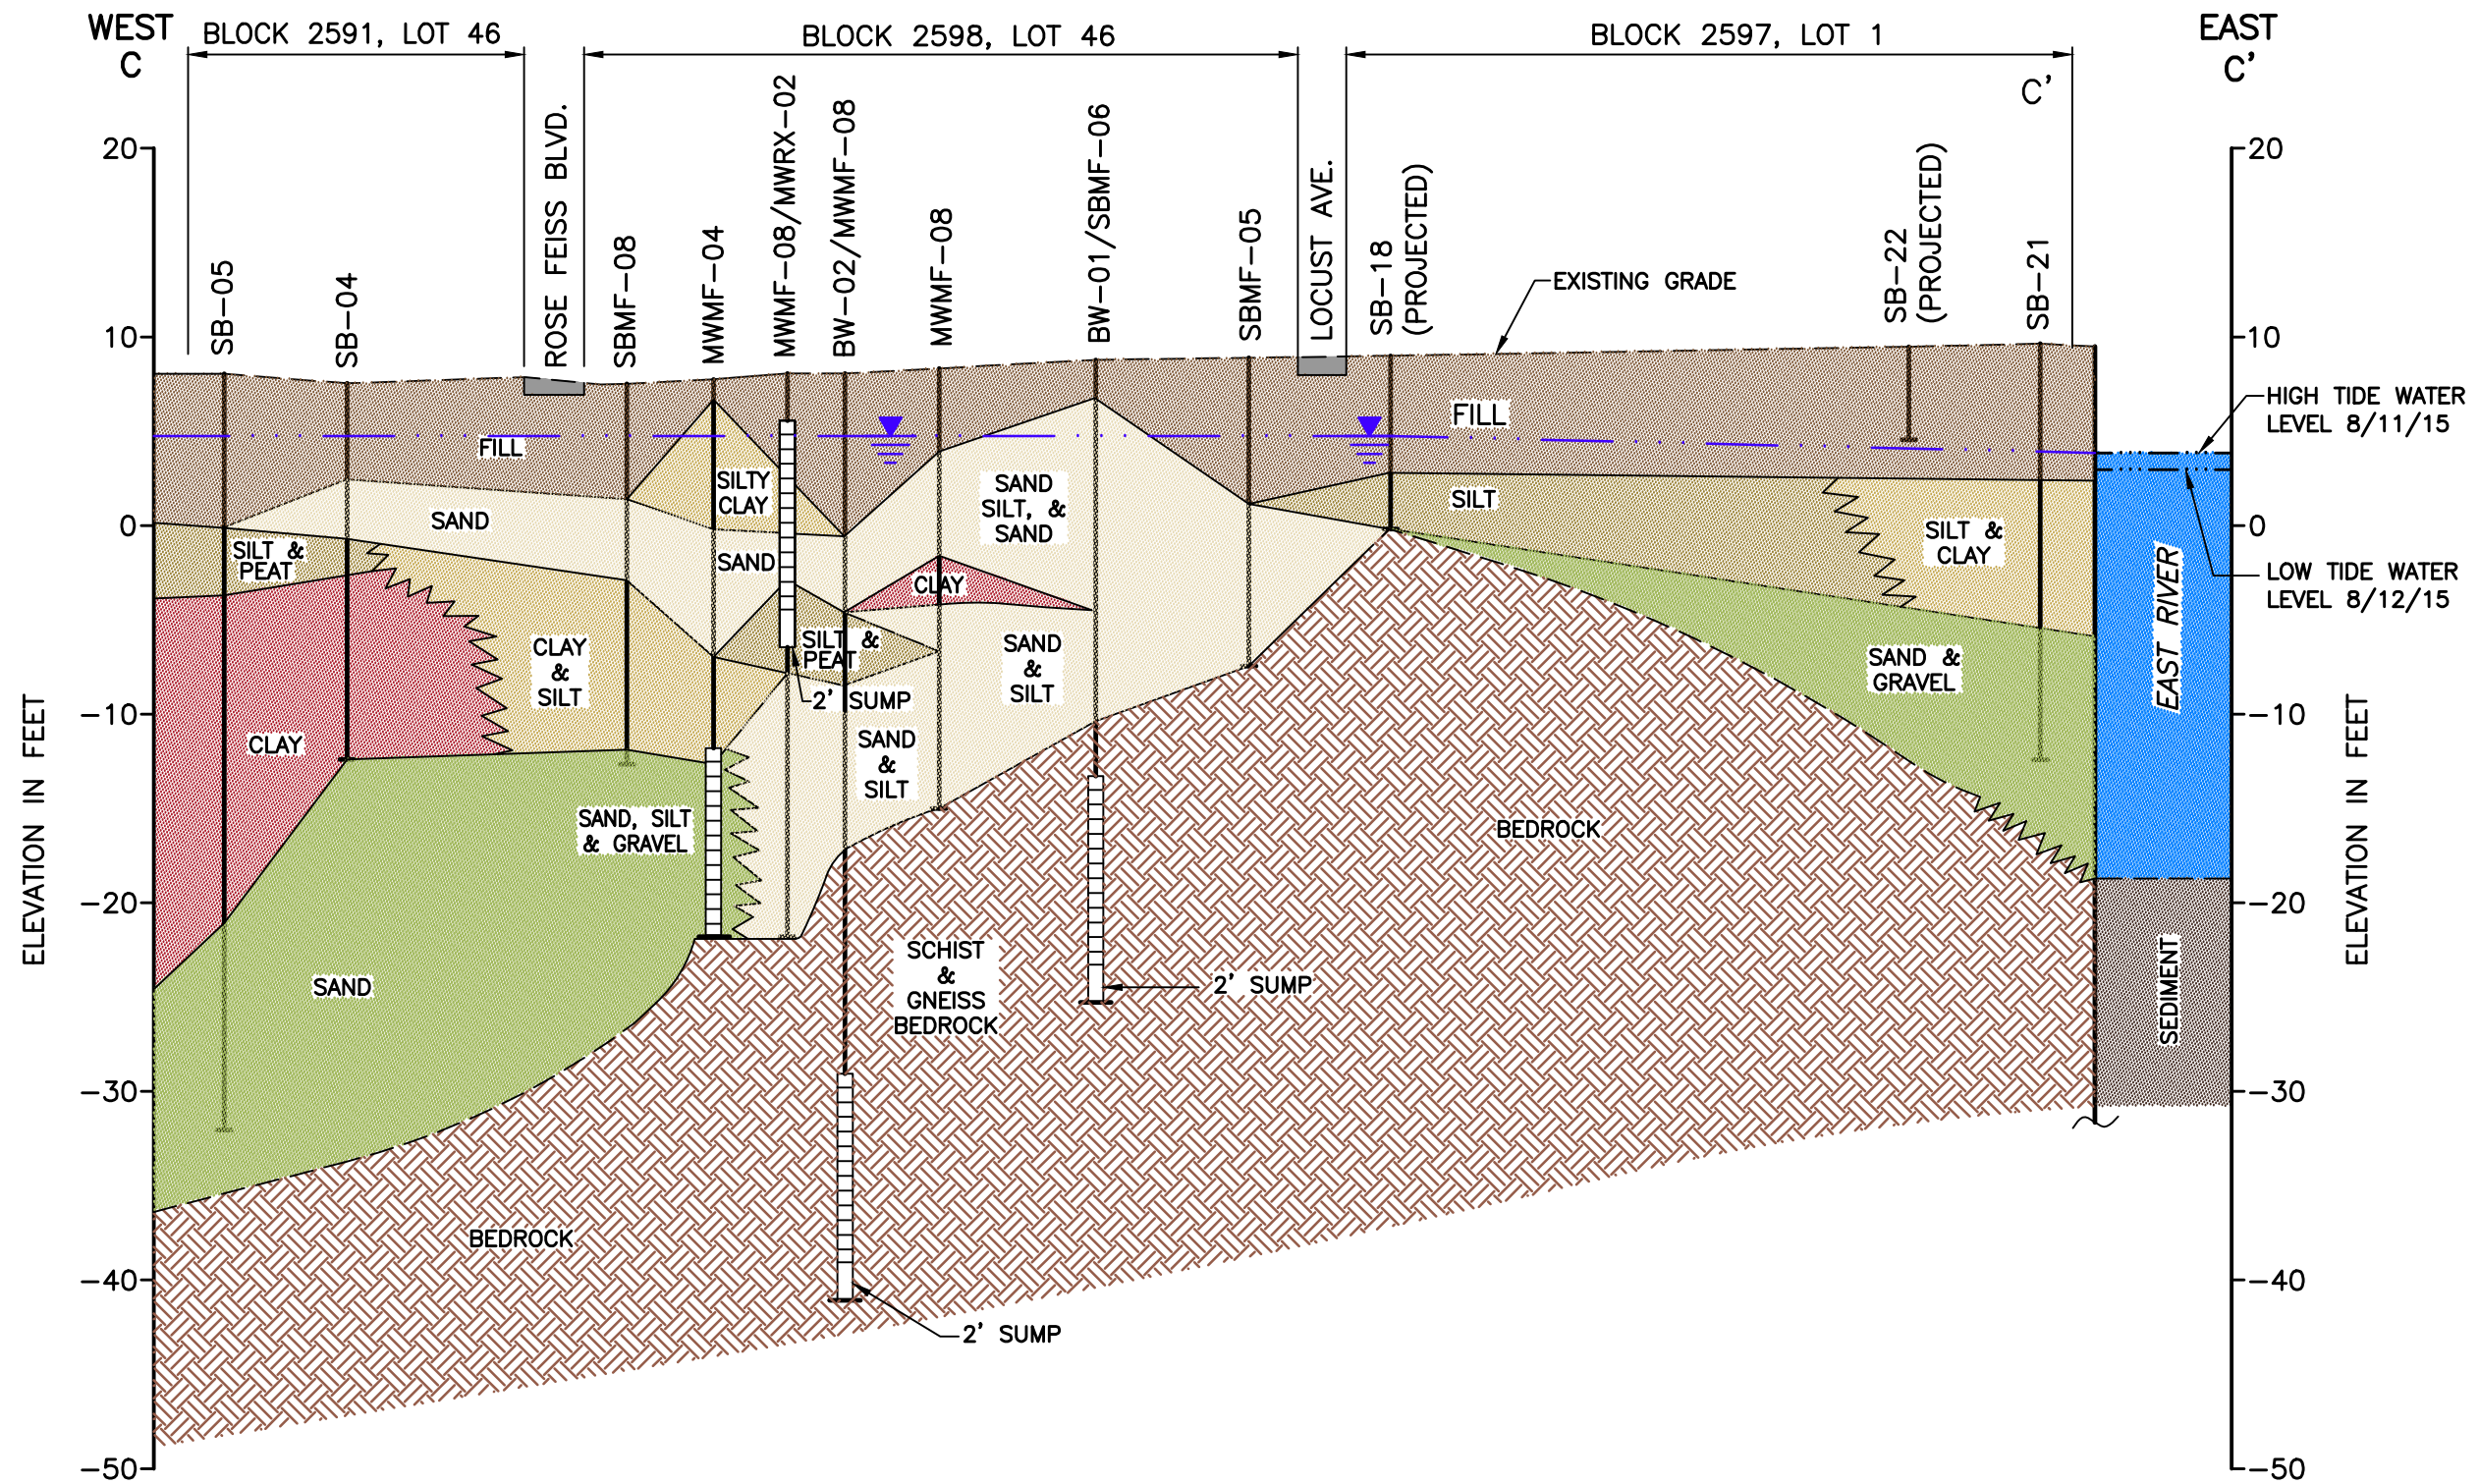 WEST
C
BLOCK 2591, LOT 46
BLOCK 2598, LOT 46
BLOCK 2597, LOT 1
EAST
C'
C'
ROSE FEISS BLVD.
LOCUST AVE.
SB-05
SB-04
SBMF-08
MWMF-04
MWMF-08/MWRX-02
BW-02/MWMF-08
MWMF-08
BW-01/SBMF-06
SBMF-05
SB-18
(PROJECTED)
SB-22
(PROJECTED)
SB-21
EXISTING GRADE
HIGH TIDE WATER
LEVEL 8/11/15
LOW TIDE WATER
LEVEL 8/12/15
20
10
0
-10
-20
-30
-40
-50
ELEVATION IN FEET
FILL
FILL
SAND
SILTY
CLAY
SAND
SILT, &
SAND
SILT
SILT &
CLAY
SILT &
PEAT
SAND
CLAY
CLAY
&
SILT
SILT &
PEAT
SAND
&
SILT
SAND &
GRAVEL
2' SUMP
CLAY
SAND
&
SILT
SAND, SILT
& GRAVEL
BEDROCK
SAND
SCHIST
&
GNEISS
BEDROCK
2' SUMP
BEDROCK
2' SUMP
EAST RIVER
SEDIMENT
20
10
0
-10
-20
-30
-40
-50
ELEVATION IN FEET